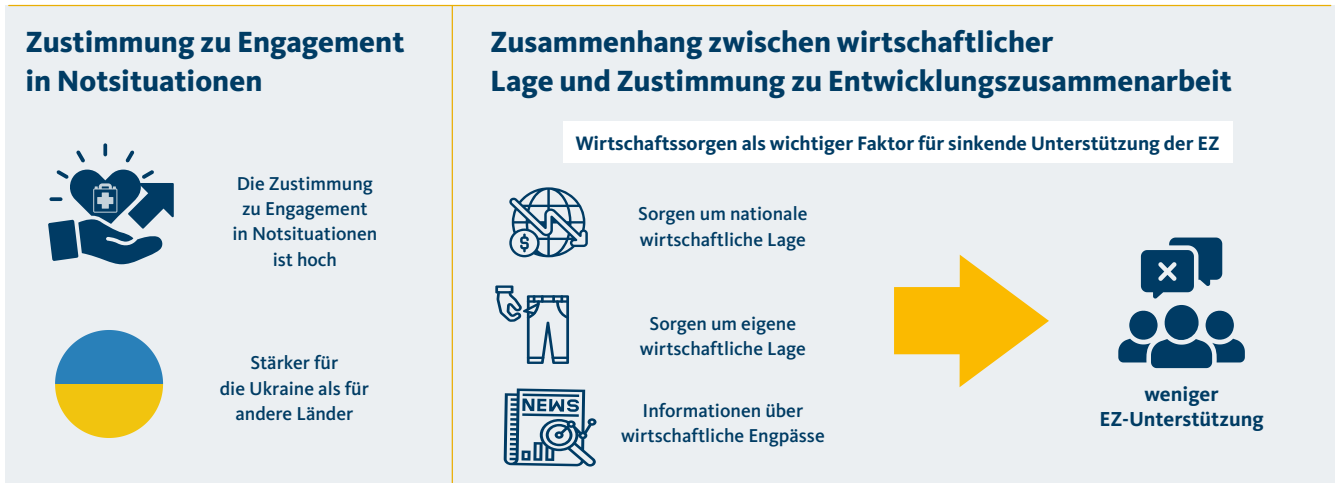 Zustimmung zu Engagement
in Notsituationen
Die Zustimmung
zu Engagement
in Notsituationen
ist hoch
Stärker für
die Ukraine als für
andere Länder
Zusammenhang zwischen wirtschaftlicher
Lage und Zustimmung zu Entwicklungszusammenarbeit
Wirtschaftssorgen als wichtiger Faktor für sinkende Unterstützung der EZ
$
Sorgen um nationale
wirtschaftliche Lage
Sorgen um eigene
wirtschaftliche Lage
NEWS
Informationen über
wirtschaftliche Engpässe
weniger
EZ-Unterstützung